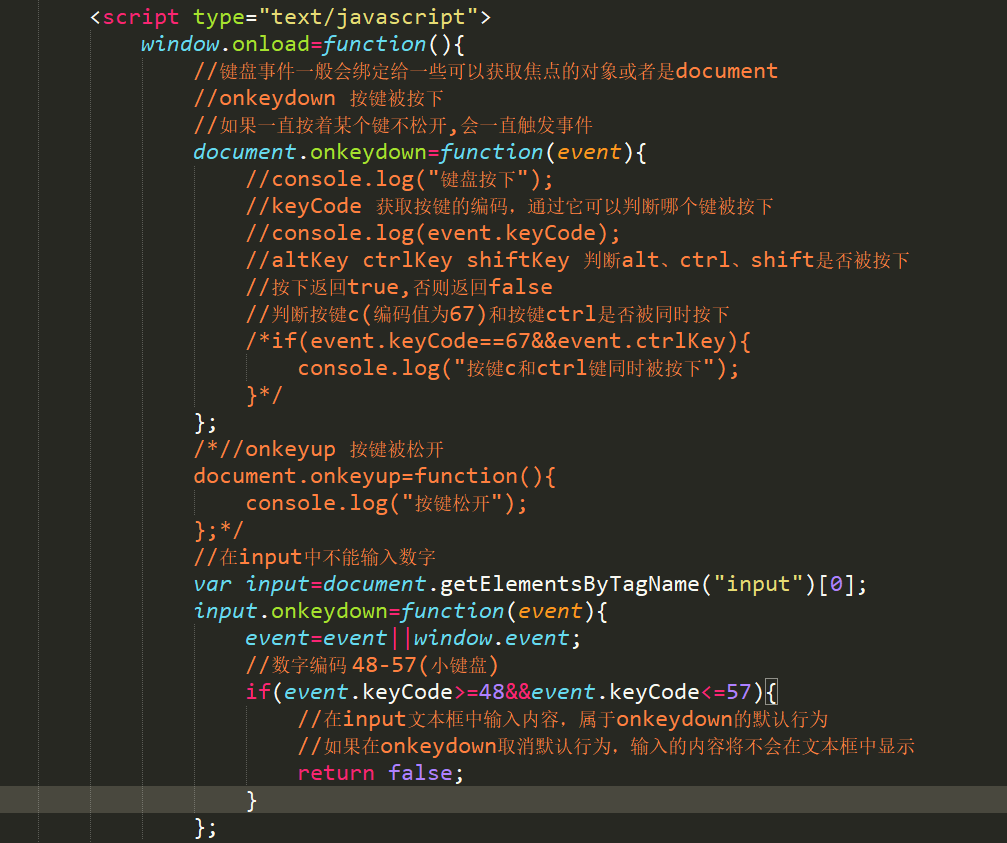 <script type="text/javascript">
window.onload=function(){
//键盘事件一般会绑定给一些可以获取焦点的对象或者是document
//onkeydown 按键被按下
//如果一直按着某个键不松开,会一直触发事件
document.onkeydown=function(event){
//console.log("键盘按下");
//keyCode 获取按键的编码，通过它可以判断哪个键被按下
//console.log(event.keyCode);
//altKey ctrlKey shiftKey 判断alt、ctrl、shift是否被按下
//按下返回true,否则返回false
//判断按键c(编码值为67)和按键ctrl是否被同时按下
/*if(event.keyCode==67&&event.ctrlKey){
console.log("按键c和ctrl键同时被按下");
}*/
};
/*//onkeyup 按键被松开
document.onkeyup=function(){
console.log("按键松开");
};*/
//在input中不能输入数字
var input=document.getElementsByTagName("input")[0];
input.onkeydown=function(event){
event=event||window.event;
//数字编码 48-57(小键盘)
if(event.keyCode>=48&&event.keyCode<=57){
//在input文本框中输入内容，属于onkeydown的默认行为
//如果在onkeydown取消默认行为，输入的内容将不会在文本框中显示
return false;
}
};